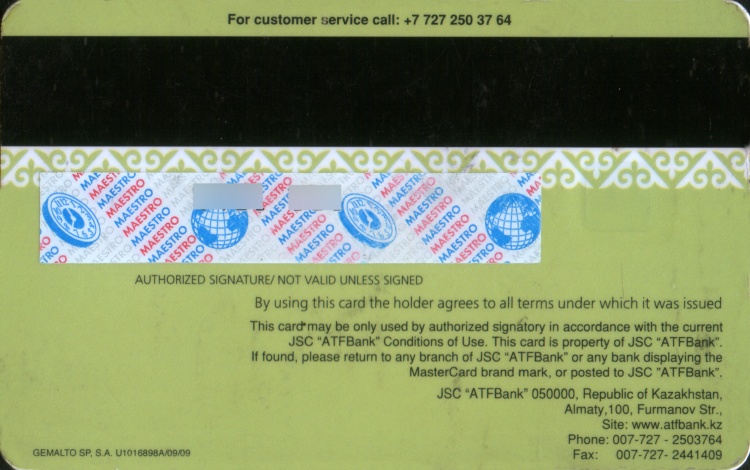 For customer service call: +7 727 250 37 64
MAESTRO MAESTRO MAESTRO MAESTRO MAESTRO MAESTRO
AUTHORIZED SIGNATURE/ NOT VALID UNLESS SIGNED
By using this card the holder agrees to all terms under which it was issued
This card may be only used by authorized signatory in accordance with the current
JSC "ATFBank" Conditions of Use. This card is property of JSC "ATFBank".
If found, please return to any branch of JSC "ATFBank" or any bank displaying the
MasterCard brand mark, or posted to JSC "ATFBank".
JSC "ATFBank" 050000, Republic of Kazakhstan,
Almaty,100, Furmanov Str.,
Site: www.atfbank.kz
Phone: 007-727 - 2503764
Fax: 007-727- 2441409
GEMALTO SP, S.A. U1016898A/09/09